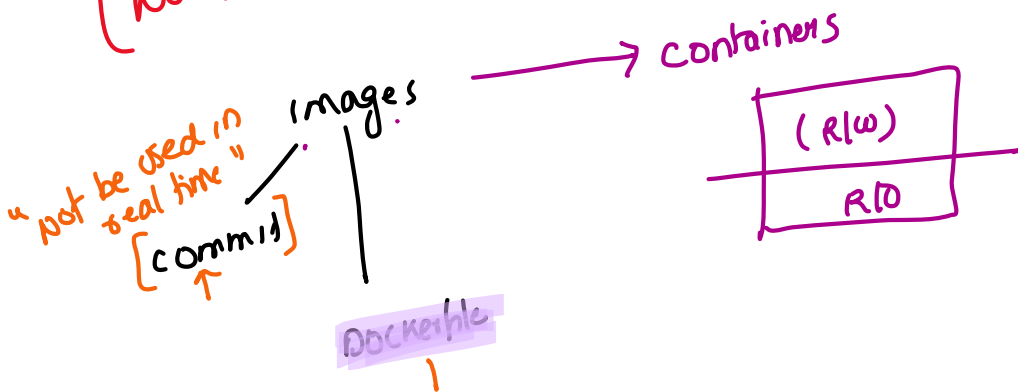 containers
images
"Not be used in
real time"
[commit]
(R/W)
R/O
Dockerfile